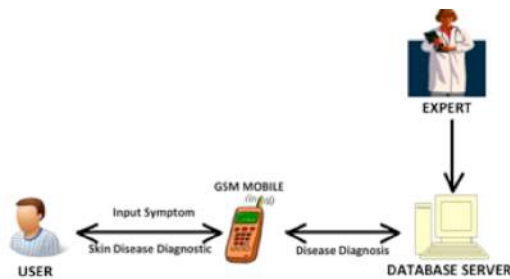 EXPERT
GSM MOBILE
Input Symptom
Skin Disease Diagnostic
Disease Diagnosis
USER
DATABASE SERVER